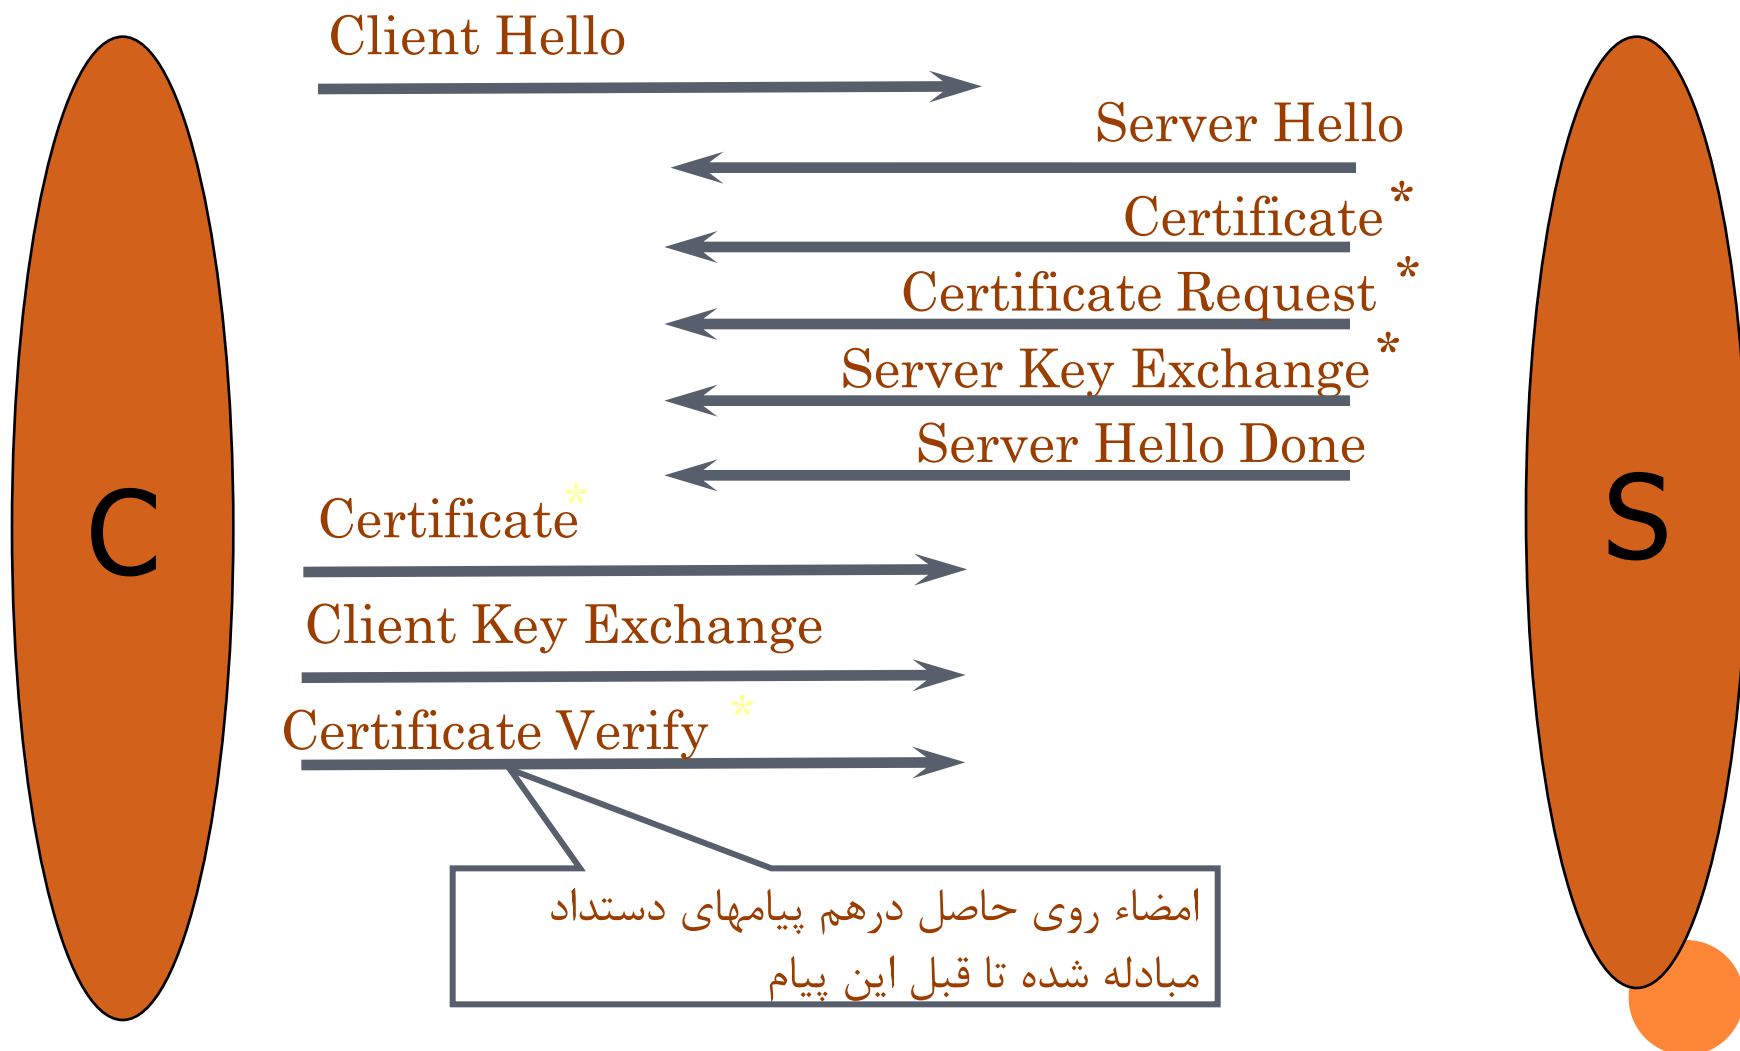 Client Hello
Server Hello
Certificate*
Certificate Request *
Server Key Exchange*
Server Hello Done
C
S
Certificate*
Client Key Exchange
Certificate Verify *
امضاء روی حاصل درهم پیامهای دستداد
مبادله شده تا قبل این پیام